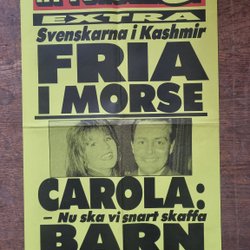 EXTRA
Svenskarna i Kashmir
FRIA
I MORSE
CAROLA:
– Nu ska vi snart skaffa
BARN